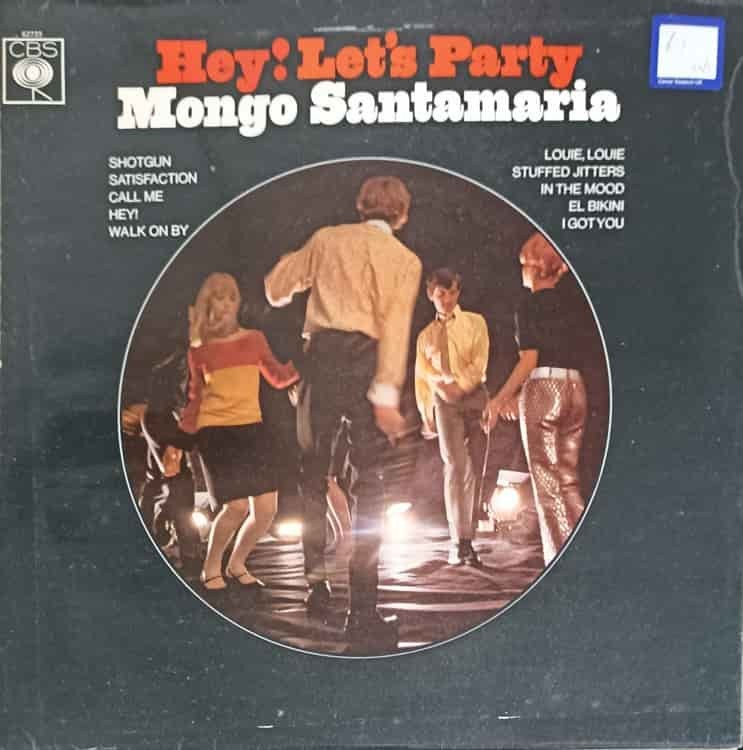 62733
CBS
Hey! Let's Party
Mongo Santamaria
SHOTGUN
SATISFACTION
CALL ME
HEY!
WALK ON BY
LOUIE, LOUIE
STUFFED JITTERS
IN THE MOOD
EL BIKINI
I GOT YOU